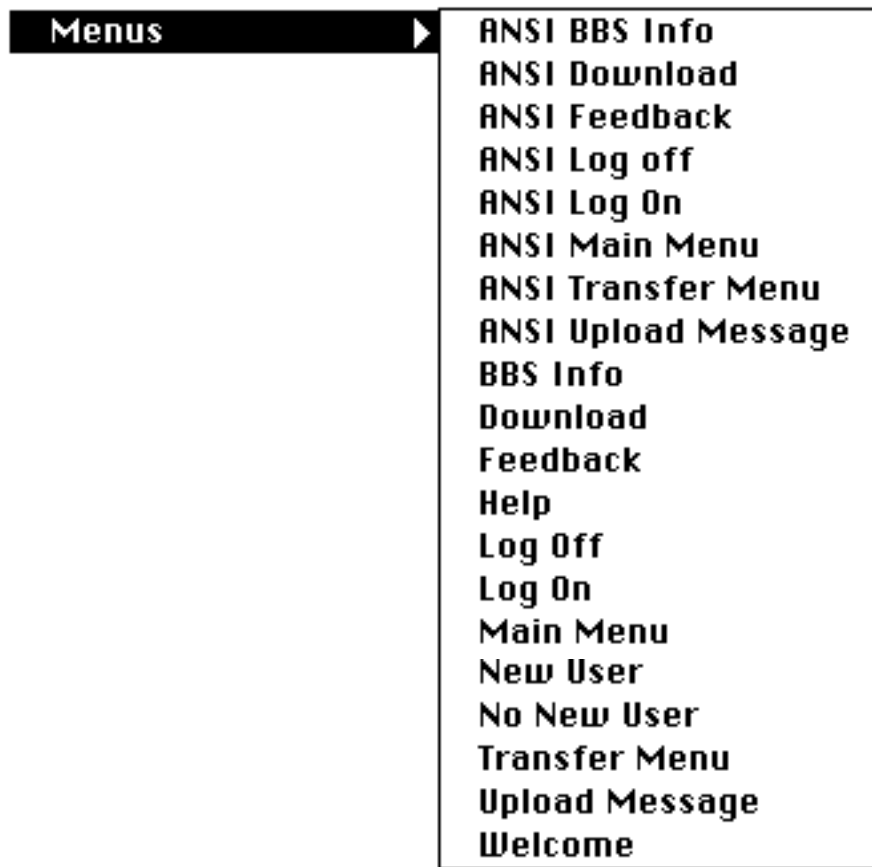 Menus
ANSI BBS Info
ANSI Download
ANSI Feedback
ANSI Log off
ANSI Log On
ANSI Main Menu
ANSI Transfer Menu
ANSI Upload Message
BBS Info
Download
Feedback
Help
Log Off
Log On
Main Menu
New User
No New User
Transfer Menu
Upload Message
Welcome